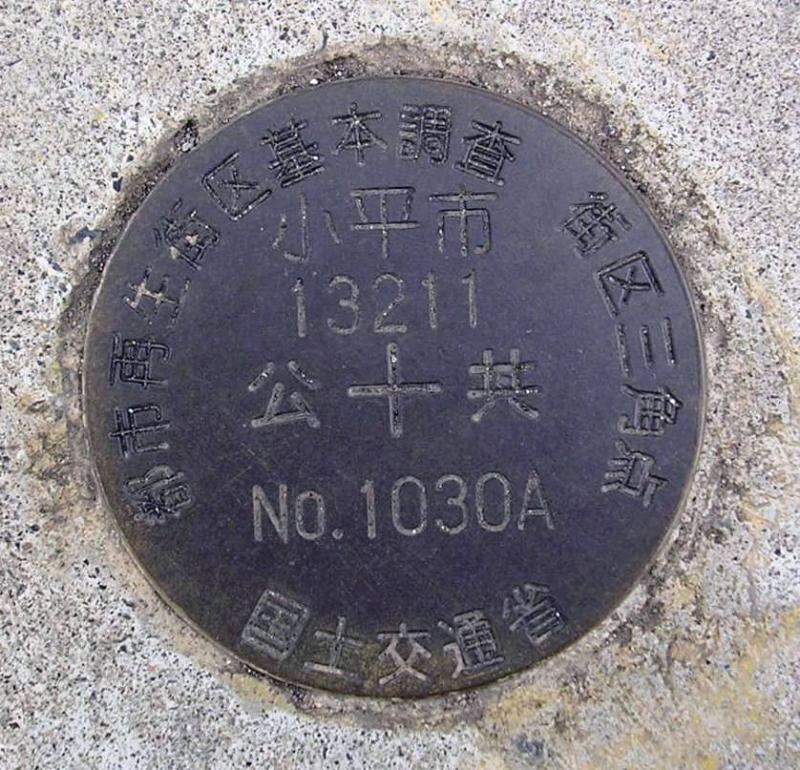 都市再生街区基本調査
街区三角点
小平市
13211
公十共
No.1030A
国土交通省